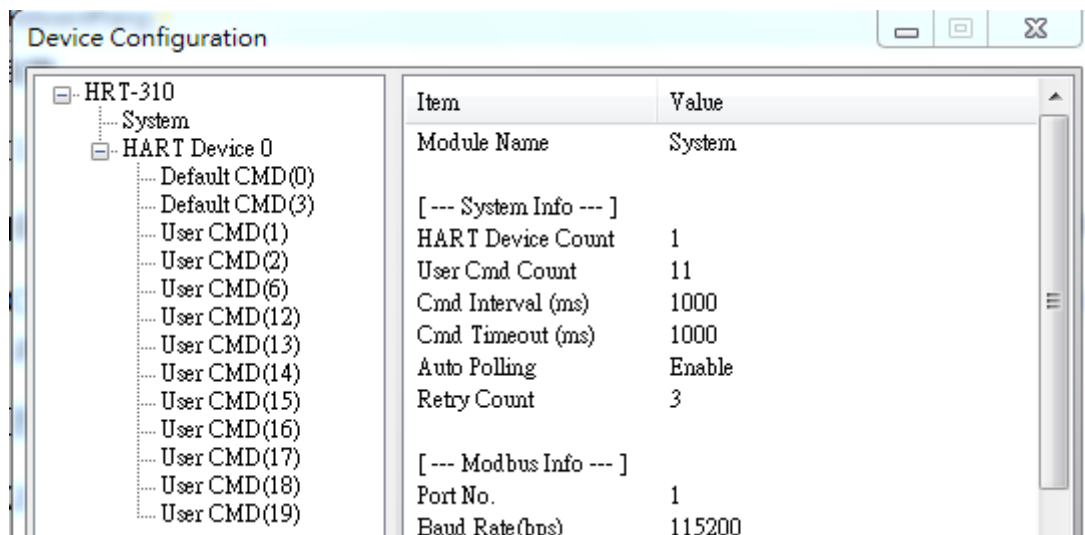 Device Configuration
HRT-310
System
HART Device 0
Default CMD(0)
Default CMD(3)
User CMD(1)
User CMD(2)
User CMD(6)
User CMD(12)
User CMD(13)
User CMD(14)
User CMD(15)
User CMD(16)
User CMD(17)
User CMD(18)
User CMD(19)
Item Value
Module Name System
[ --- System Info --- ]
HART Device Count 1
User Cmd Count 11
Cmd Interval (ms) 1000
Cmd Timeout (ms) 1000
Auto Polling Enable
Retry Count 3
[ --- Modbus Info --- ]
Port No. 1
Baud Rate(bps) 115200